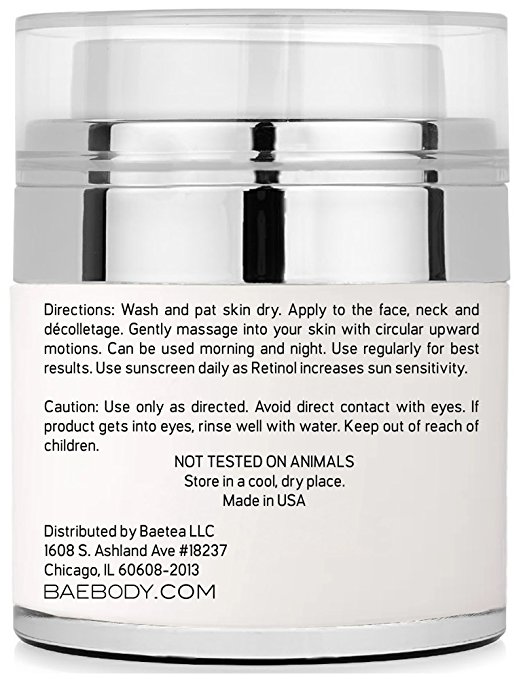 Directions: Wash and pat skin dry. Apply to the face, neck and
décolletage. Gently massage into your skin with circular upward
motions. Can be used morning and night. Use regularly for best
results. Use sunscreen daily as Retinol increases sun sensitivity.
Caution: Use only as directed. Avoid direct contact with eyes. If
product gets into eyes, rinse well with water. Keep out of reach of
children.
NOT TESTED ON ANIMALS
Store in a cool, dry place.
Made in USA
Distributed by Baetea LLC
1608 S. Ashland Ave #18237
Chicago, IL 60608-2013
BAEBODY.COM